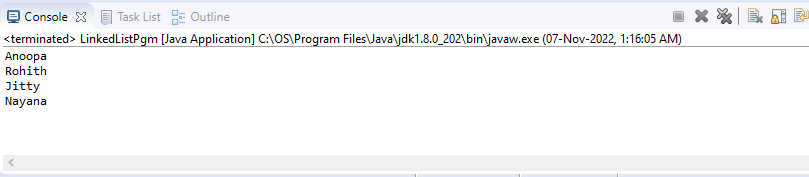 Console Task List Outline
<terminated> LinkedListPgm [Java Application] C:\OS\Program Files\Java\jdk1.8.0_202\bin\javaw.exe (07-Nov-2022, 1:16:05 AM)
Anoopa
Rohith
Jitty
Nayana